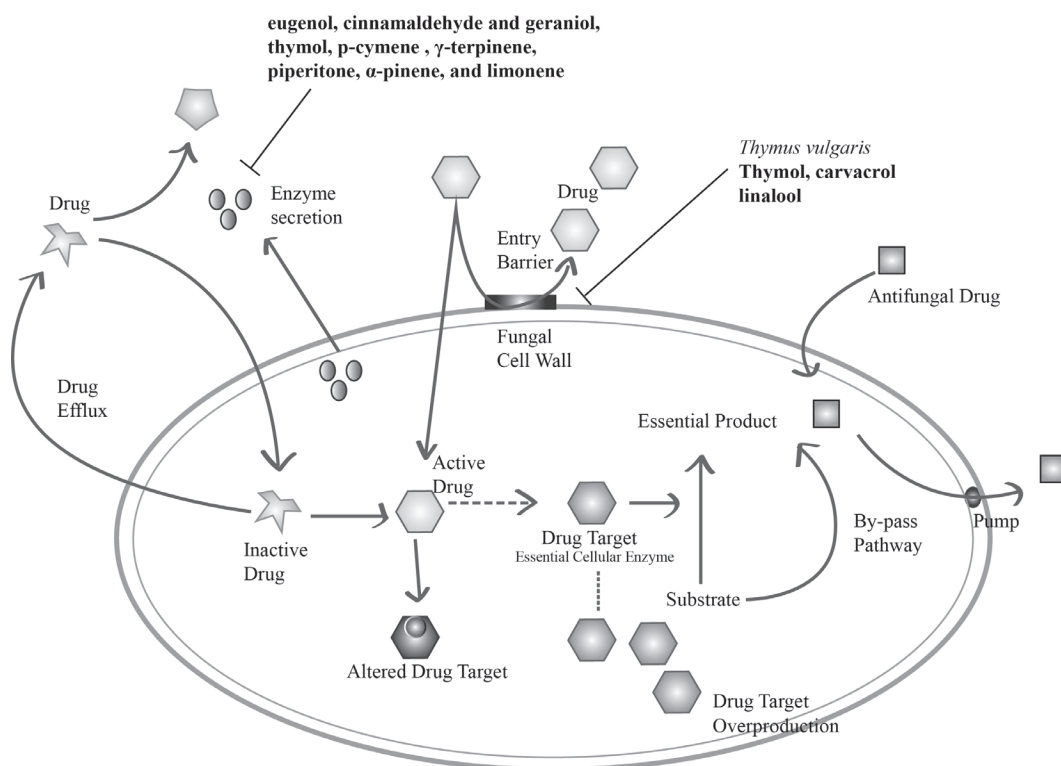 eugenol, cinnamaldehyde and geraniol,
thymol, p-cymene , γ-terpinene,
piperitone, α-pinene, and limonene
Thymus vulgaris
Thymol, carvacrol
linalool
Drug
Enzyme
secretion
Drug
Entry
Barrier
Antifungal Drug
Fungal
Cell Wall
Drug
Efflux
Essential Product
Active
Drug
Inactive
Drug
Drug Target
Essential Cellular Enzyme
By-pass
Pathway
Pump
Substrate
Altered Drug Target
Drug Target
Overproduction